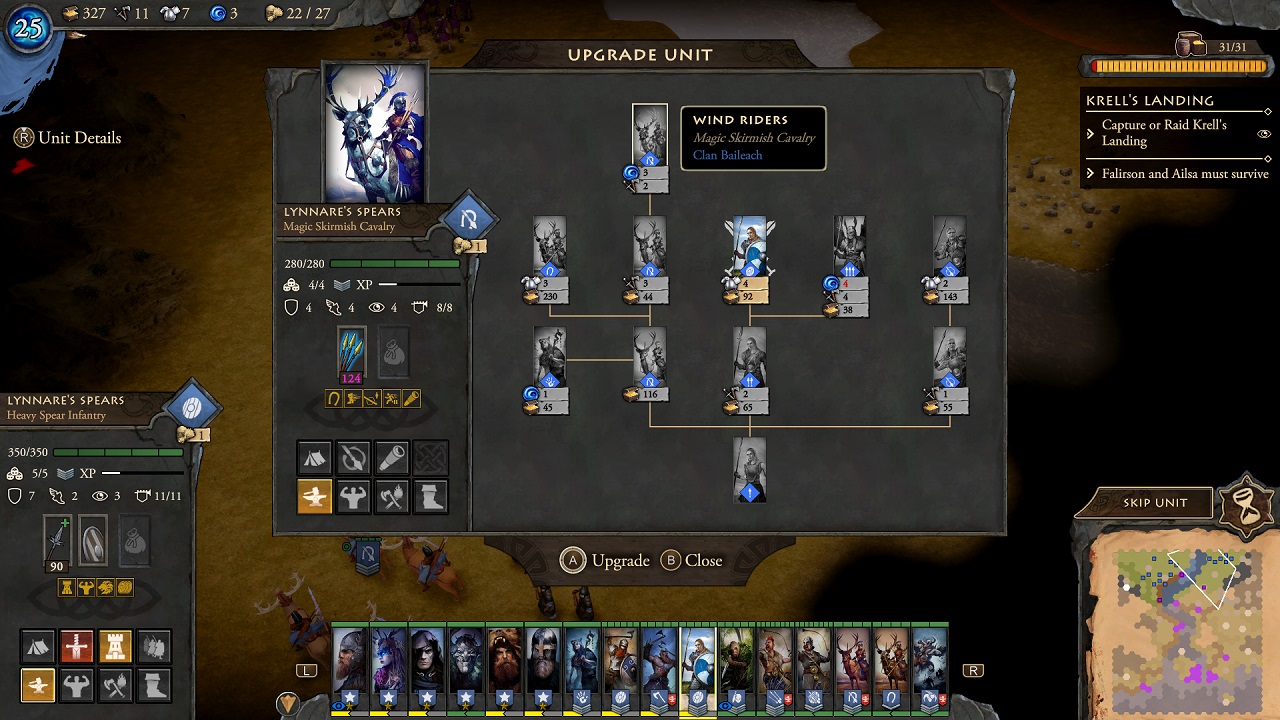 25
327 11 7 3 22 / 27
31/31
UPGRADE UNIT
KRELL'S LANDING
Capture or Raid Krell's
Landing
Falirson and Ailsa must survive
R Unit Details
WIND RIDERS
Magic Skirmish Cavalry
Clan Baileach
3
2
LYNNARE'S SPEARS
Magic Skirmish Cavalry
1
280/280
4/4 XP
4 4 4 8/8
124
3 3 4 4 2
230 44 92 4 143
38
1 116 2 1
45 65 55
LYNNARE'S SPEARS
Heavy Spear Infantry
1
350/350
5/5 XP
7 2 3 11/11
90
SKIP UNIT
A Upgrade B Close
L
R